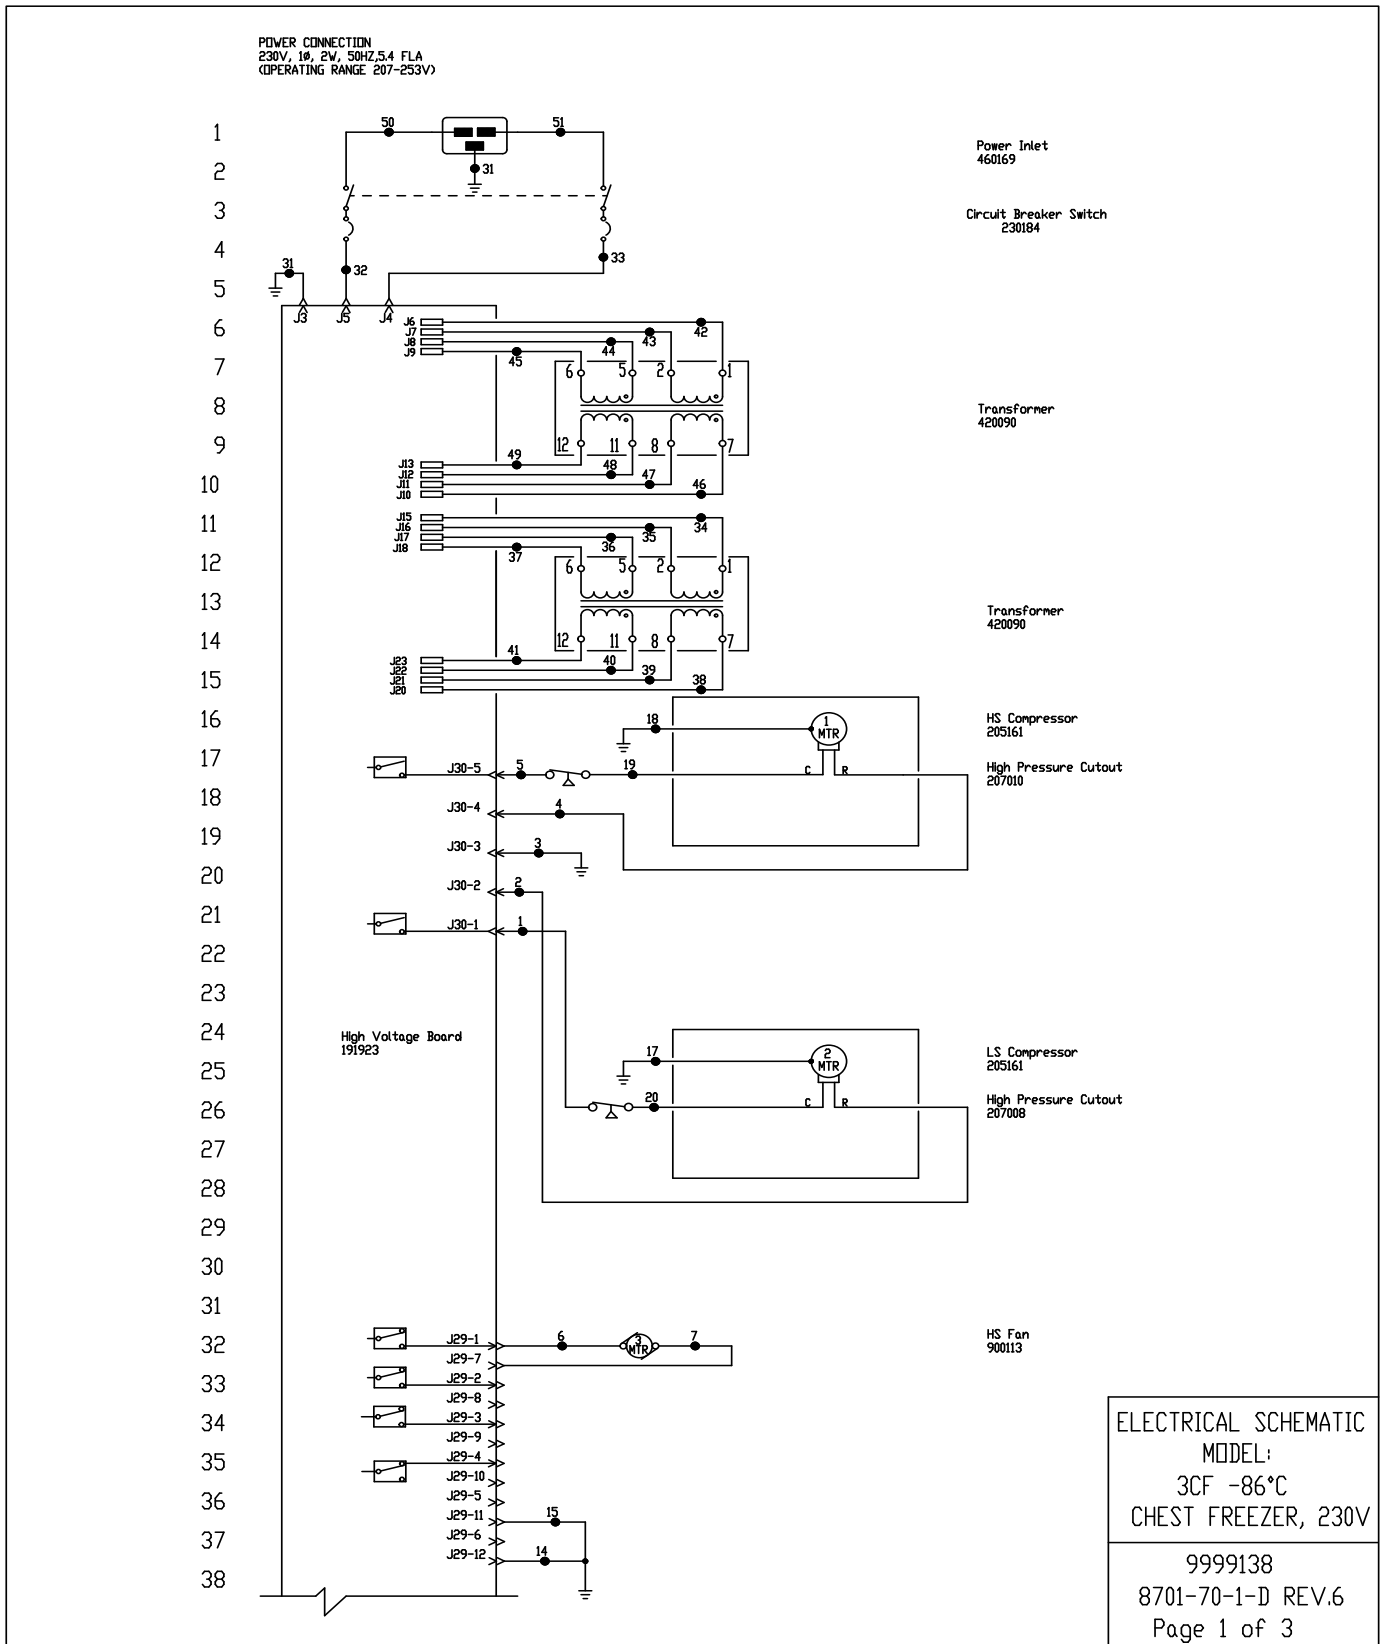 POWER CONNECTION
230V, 1Ø, 2W, 50HZ,5.4 FLA
(OPERATING RANGE 207-253V)
1
50
51
Power Inlet
460169
2
31
3
Circuit Breaker Switch
230184
4
31
32
33
5
J3
J5
J4
6
J6
J7
J8
J9
42
43
44
45
7
6
5
2
1
8
Transformer
420090
9
12
11
8
7
49
48
47
46
J13
J12
J11
J10
10
11
J15
J16
J17
J18
34
35
36
37
12
6
5
2
1
13
Transformer
420090
14
12
11
8
7
41
40
39
38
J23
J22
J21
J20
15
16
18
1
MTR
HS Compressor
205161
17
J30-5
5
19
C
R
High Pressure Cutout
207010
18
J30-4
4
19
J30-3
3
20
J30-2
2
21
J30-1
1
22
23
24
High Voltage Board
191923
17
2
MTR
LS Compressor
205161
25
26
20
C
R
High Pressure Cutout
207008
27
28
29
30
31
32
J29-1
6
3
MTR
7
HS Fan
900113
J29-7
33
J29-2
J29-8
34
J29-3
J29-9
35
J29-4
J29-10
36
J29-5
J29-11
15
37
J29-6
J29-12
14
38
ELECTRICAL SCHEMATIC
MODEL:
3CF -86°C
CHEST FREEZER, 230V
9999138
8701-70-1-D REV.6
Page 1 of 3